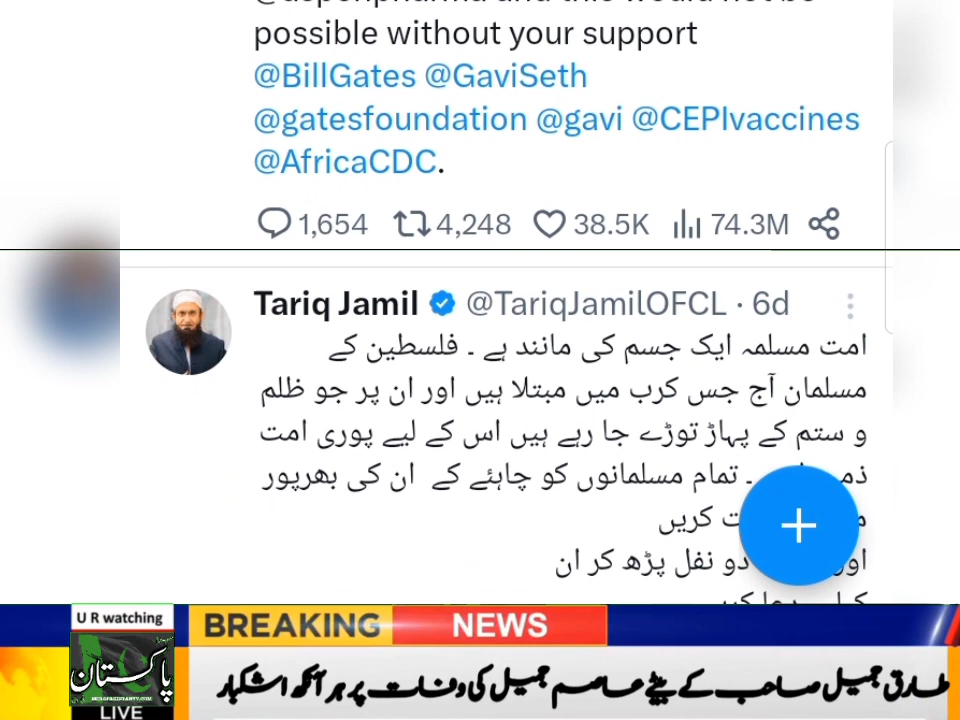 possible without your support
@BillGates @GaviSeth
@gatesfoundation @gavi @CEPIvaccines
@AfricaCDC.
1,654 4,248 38.5K 74.3M
Tariq Jamil @TariqJamilOFCL · 6d
امت مسلمہ ایک جسم کی مانند ہے ۔ فلسطین کے
مسلمان آج جس کرب میں مبتلا ہیں اور ان پر جو ظلم
و ستم کے پہاڑ توڑے جا رہے ہیں اس کے لیے پوری امت
۔ تمام مسلمانوں کو چاہئے کے ان کی بھرپور
کریں
دو نفل پڑھ کر ان
U R watching
BREAKING NEWS
پاکستان
طارق جمیل صاحب کے بیٹے عاصم جمیل کی وفات پر ہر آنکھ اشکبار
LIVE